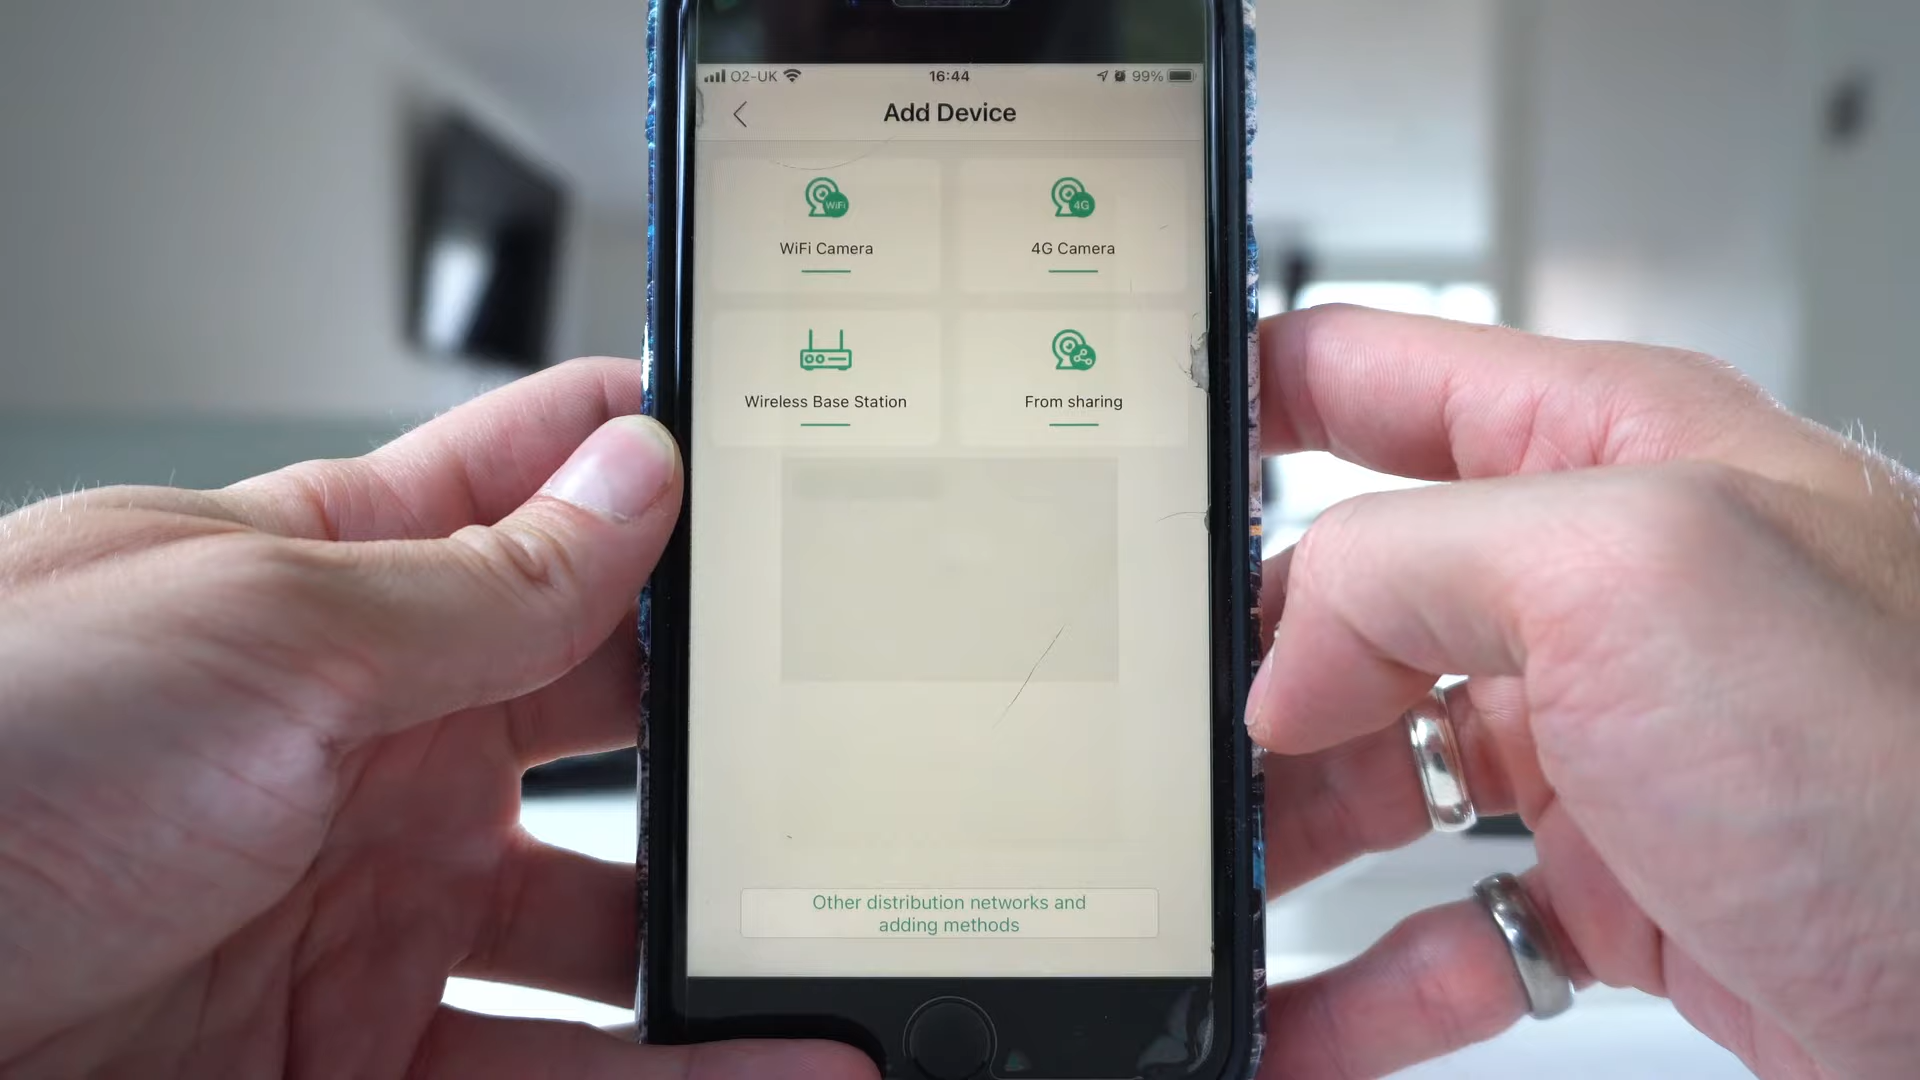 O2-UK 16:44 99%
Add Device
WiFi 4G
WiFi Camera 4G Camera
Wireless Base Station From sharing
Other distribution networks and
adding methods